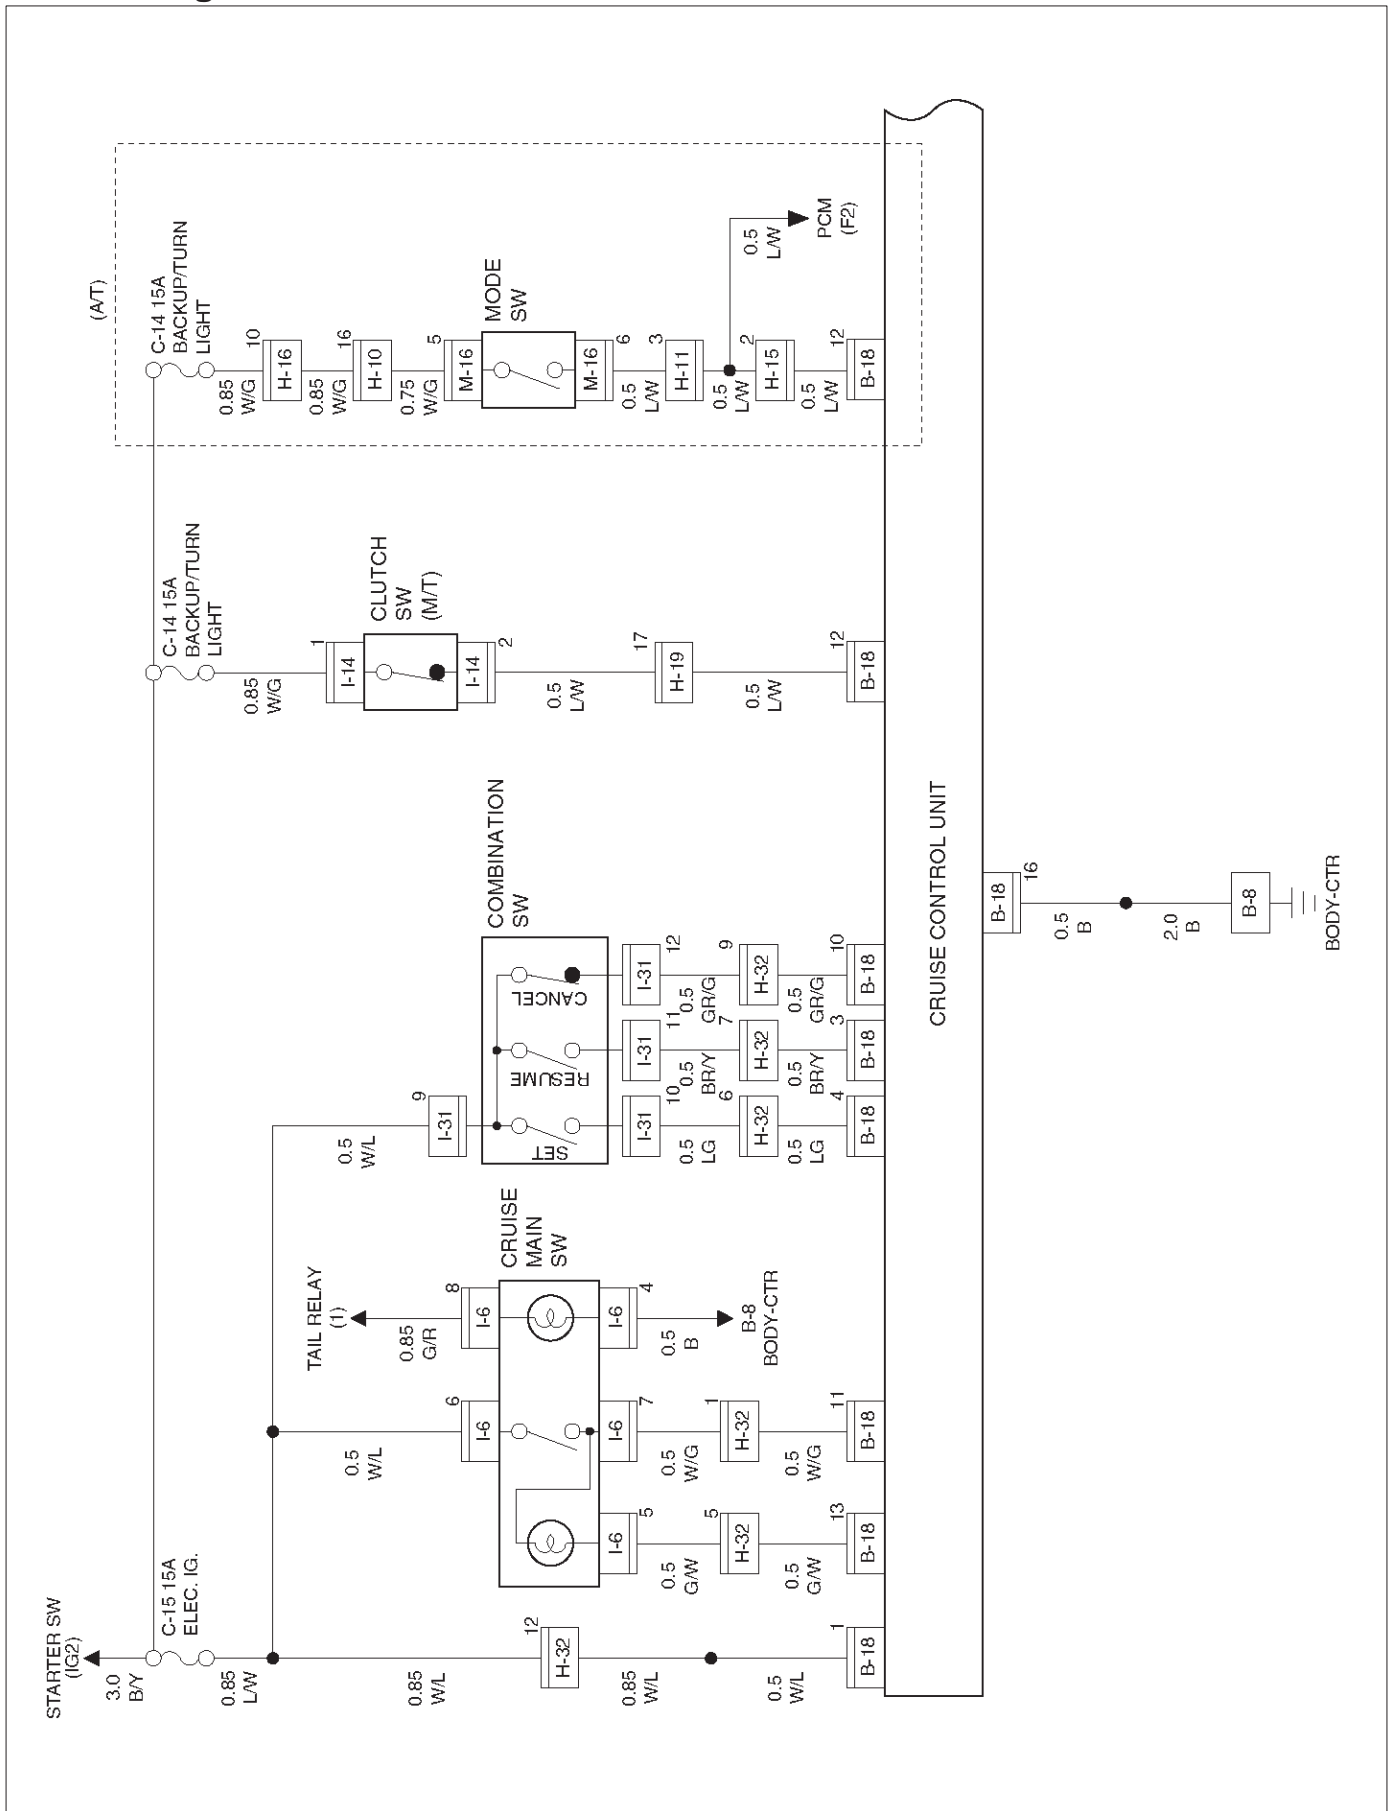 STARTER SW
(IG2)
3.0
B/Y
C-15 15A
ELEC. IG.
0.85
L/W
0.85
W/L
12
H-32
0.85
W/L
0.5
W/L
1
B-18
TAIL RELAY
(1)
0.85
G/R
8
I-6
0.5
W/L
6
I-6
CRUISE
MAIN
SW
I-6
5
0.5
G/W
5
H-32
0.5
G/W
13
B-18
I-6
7
0.5
W/G
1
H-32
0.5
W/G
11
B-18
I-6
4
0.5
B
B-8
BODY-CTR
0.5
W/L
9
I-31
COMBINATION
SW
SET
RESUME
CANCEL
I-31
10
0.5
LG
6
H-32
0.5
LG
4
B-18
I-31
11
0.5
BR/Y
7
H-32
0.5
BR/Y
3
B-18
I-31
12
0.5
GR/G
9
H-32
0.5
GR/G
10
B-18
C-14 15A
BACKUP/TURN
LIGHT
0.85
W/G
1
I-14
CLUTCH
SW
(M/T)
I-14
2
0.5
L/W
17
H-19
0.5
L/W
12
B-18
(A/T)
C-14 15A
BACKUP/TURN
LIGHT
0.85
W/G
10
H-16
0.85
W/G
16
H-10
0.75
W/G
5
M-16
MODE
SW
M-16
6
0.5
L/W
3
H-11
0.5
L/W
2
H-15
0.5
L/W
12
B-18
0.5
L/W
PCM
(F2)
CRUISE CONTROL UNIT
B-18
16
0.5
B
2.0
B
B-8
BODY-CTR